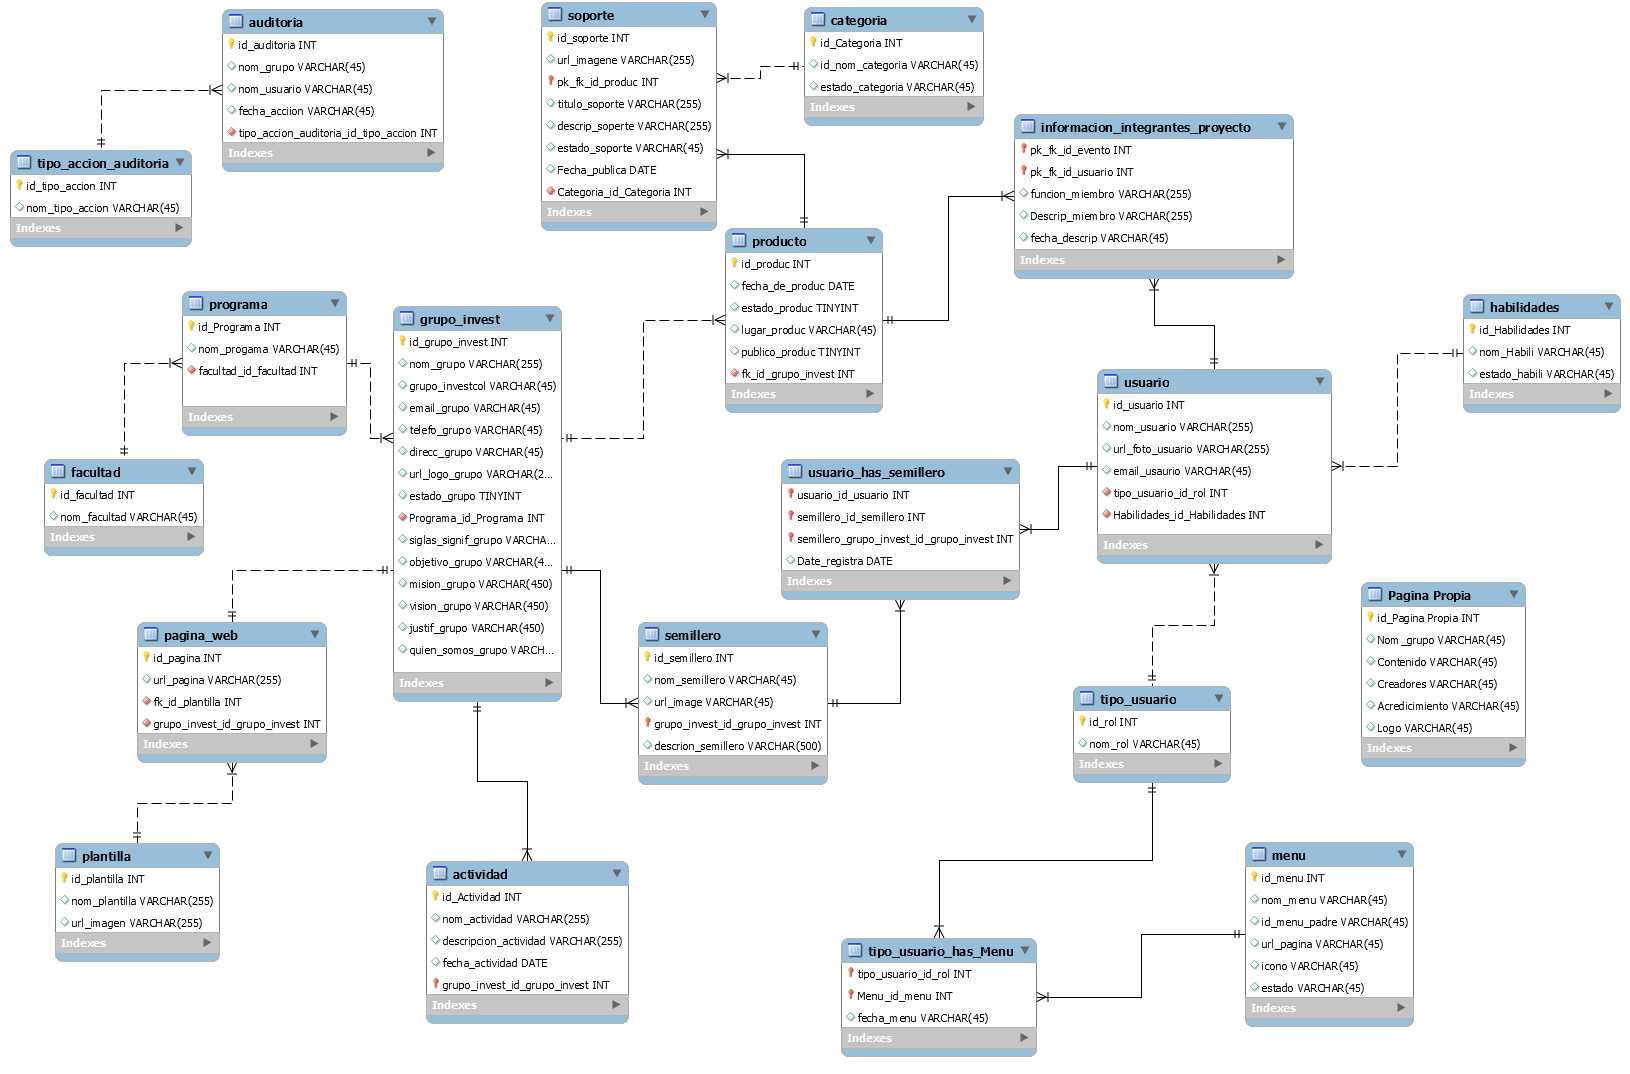 auditoria
id_auditoria INT
nom_grupo VARCHAR(45)
nom_usuario VARCHAR(45)
fecha_acciion VARCHAR(45)
tipo_accion_auditoria_id_tipo_accion INT
Indexes
tipo_accion_auditoria
id_tipo_accion INT
nom_tipo_accion VARCHAR(45)
Indexes
soporte
id_soporte INT
url_imagene VARCHAR(255)
pk_fk_id_produc INT
titulo_soporte VARCHAR(255)
descrip_soperte VARCHAR(255)
estado_soporte VARCHAR(45)
Fecha_publica DATE
Categoria_id_Categoria INT
Indexes
categoria
id_Categoria INT
id_nom_categoria VARCHAR(45)
estado_categoria VARCHAR(45)
Indexes
informacion_integrantes_proyecto
pk_fk_id_evento INT
pk_fk_id_usuario INT
funcion_miembro VARCHAR(255)
Descrip_miembro VARCHAR(255)
fecha_descrip VARCHAR(45)
Indexes
producto
id_produc INT
fecha_de_produc DATE
estado_produc TINYINT
lugar_produc VARCHAR(45)
publico_produc TINYINT
fk_id_grupo_invest INT
Indexes
programa
id_Programa INT
nom_progama VARCHAR(45)
facultad_id_facultad INT
Indexes
grupo_invest
id_grupo_invest INT
nom_grupo VARCHAR(255)
grupo_investcol VARCHAR(45)
email_grupo VARCHAR(45)
telefo_grupo VARCHAR(45)
direcc_grupo VARCHAR(45)
url_logo_grupo VARCHAR(2...
estado_grupo TINYINT
Programa_id_Programa INT
siglas_signif_grupo VARCHA...
objetivo_grupo VARCHAR(4...
mision_grupo VARCHAR(450)
vision_grupo VARCHAR(450)
justif_grupo VARCHAR(450)
quien_somos_grupo VARCH...
Indexes
habilidades
id_Habilidades INT
nom_Habili VARCHAR(45)
estado_habili VARCHAR(45)
Indexes
usuario
id_usuario INT
nom_usuario VARCHAR(255)
url_foto_usuario VARCHAR(255)
email_usaurio VARCHAR(45)
tipo_usuario_id_rol INT
Habilidades_id_Habilidades INT
Indexes
facultad
id_facultad INT
nom_facultad VARCHAR(45)
Indexes
usuario_has_semillero
usuario_id_usuario INT
semillero_id_semillero INT
semillero_grupo_invest_id_grupo_invest INT
Date_registra DATE
Indexes
Pagina Propia
id_Pagina Propia INT
Nom_grupo VARCHAR(45)
Contenido VARCHAR(45)
Creadores VARCHAR(45)
Acredicimiento VARCHAR(45)
Logo VARCHAR(45)
Indexes
pagina_web
id_pagina INT
url_pagina VARCHAR(255)
fk_id_plantilla INT
grupo_invest_id_grupo_invest INT
Indexes
semillero
id_semillero INT
nom_semillero VARCHAR(45)
url_image VARCHAR(45)
grupo_invest_id_grupo_invest INT
descrion_semillero VARCHAR(500)
Indexes
tipo_usuario
id_rol INT
nom_rol VARCHAR(45)
Indexes
plantilla
id_plantilla INT
nom_plantilla VARCHAR(255)
url_imagen VARCHAR(255)
Indexes
actividad
id_Actividad INT
nom_actividad VARCHAR(255)
descripcion_actividad VARCHAR(255)
fecha_actividad DATE
grupo_invest_id_grupo_invest INT
Indexes
tipo_usuario_has_Menu
tipo_usuario_id_rol INT
Menu_id_menu INT
fecha_menu VARCHAR(45)
Indexes
menu
id_menu INT
nom_menu VARCHAR(45)
id_menu_padre VARCHAR(45)
url_pagina VARCHAR(45)
icono VARCHAR(45)
estado VARCHAR(45)
Indexes